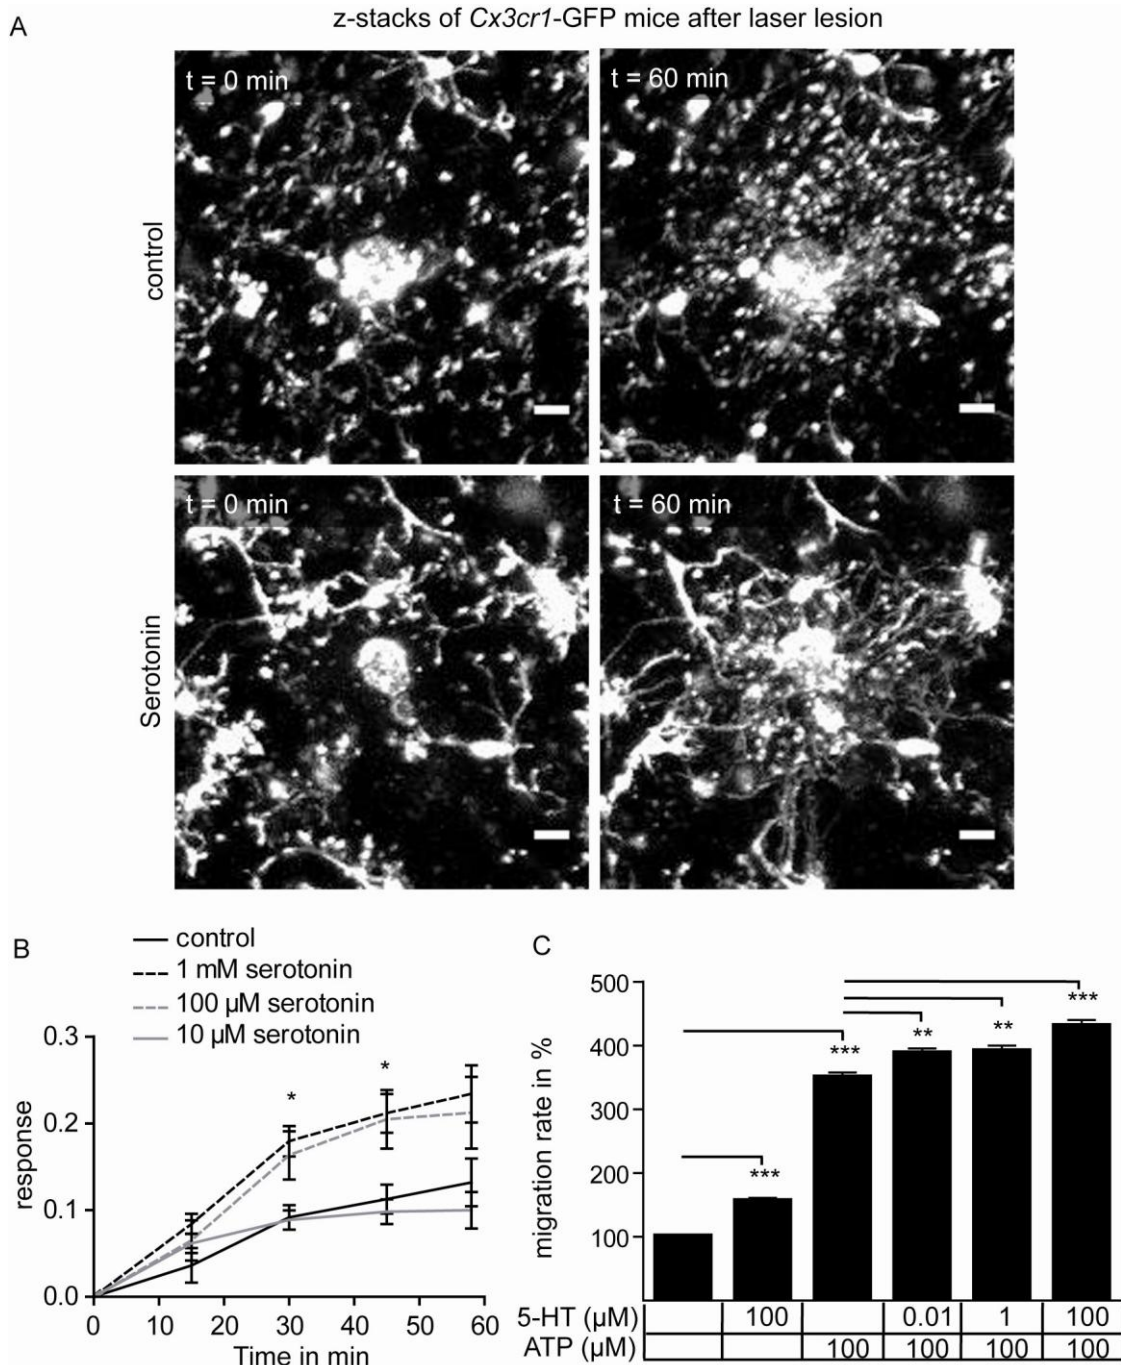 A
z-stacks of Cx3cr1-GFP mice after laser lesion
t = 0 min
t = 60 min
control
t = 0 min
t = 60 min
Serotonin
B
control
1 mM serotonin
100 µM serotonin
10 µM serotonin
0.3
0.2
0.1
0.0
response
* *
0 10 20 30 40 50 60
Time in min
C
500
400
300
200
100
migration rate in %
*** *** ** ** ***
5-HT (µM) 100 0.01 1 100
ATP (µM) 100 100 100 100